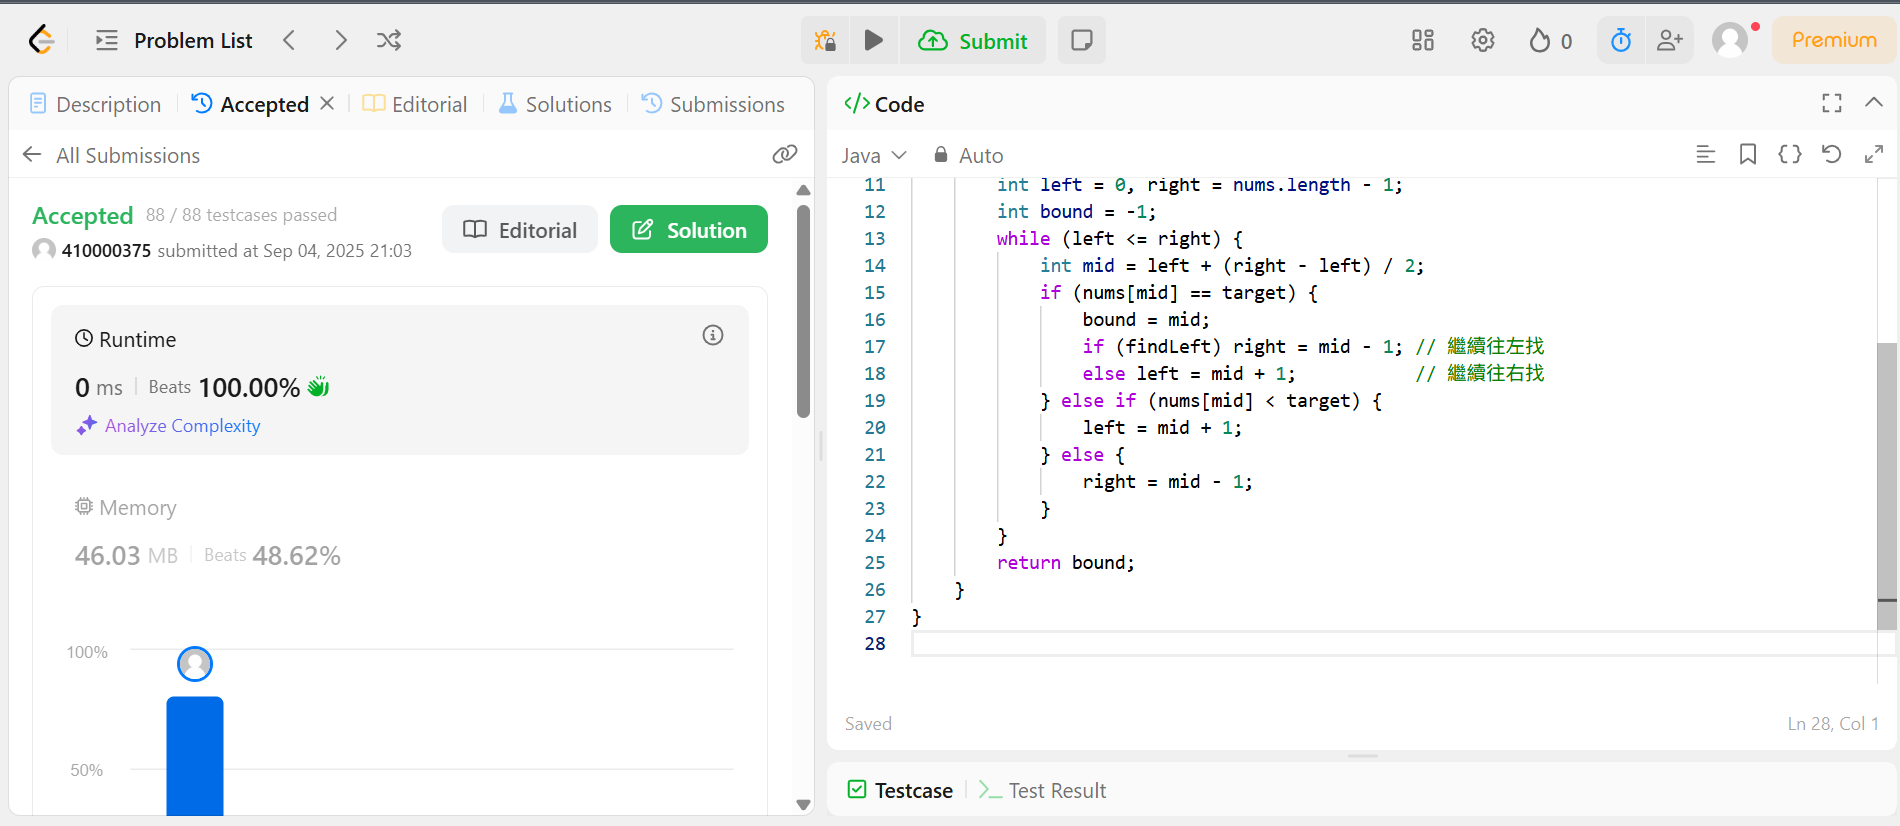 Problem List
Submit
0
Premium
Description
Accepted
Editorial
Solutions
Submissions
All Submissions
Accepted 88 / 88 testcases passed
410000375 submitted at Sep 04, 2025 21:03
Editorial
Solution
Runtime
0 ms Beats 100.00%
Analyze Complexity
Memory
46.03 MB Beats 48.62%
100%
50%
</> Code
Java Auto
11 int left = 0, right = nums.length - 1;
12 int bound = -1;
13 while (left <= right) {
14 int mid = left + (right - left) / 2;
15 if (nums[mid] == target) {
16 bound = mid;
17 if (findLeft) right = mid - 1; // 繼續往左找
18 else left = mid + 1; // 繼續往右找
19 } else if (nums[mid] < target) {
20 left = mid + 1;
21 } else {
22 right = mid - 1;
23 }
24 }
25 return bound;
26 }
27 }
28
Saved
Ln 28, Col 1
Testcase
Test Result